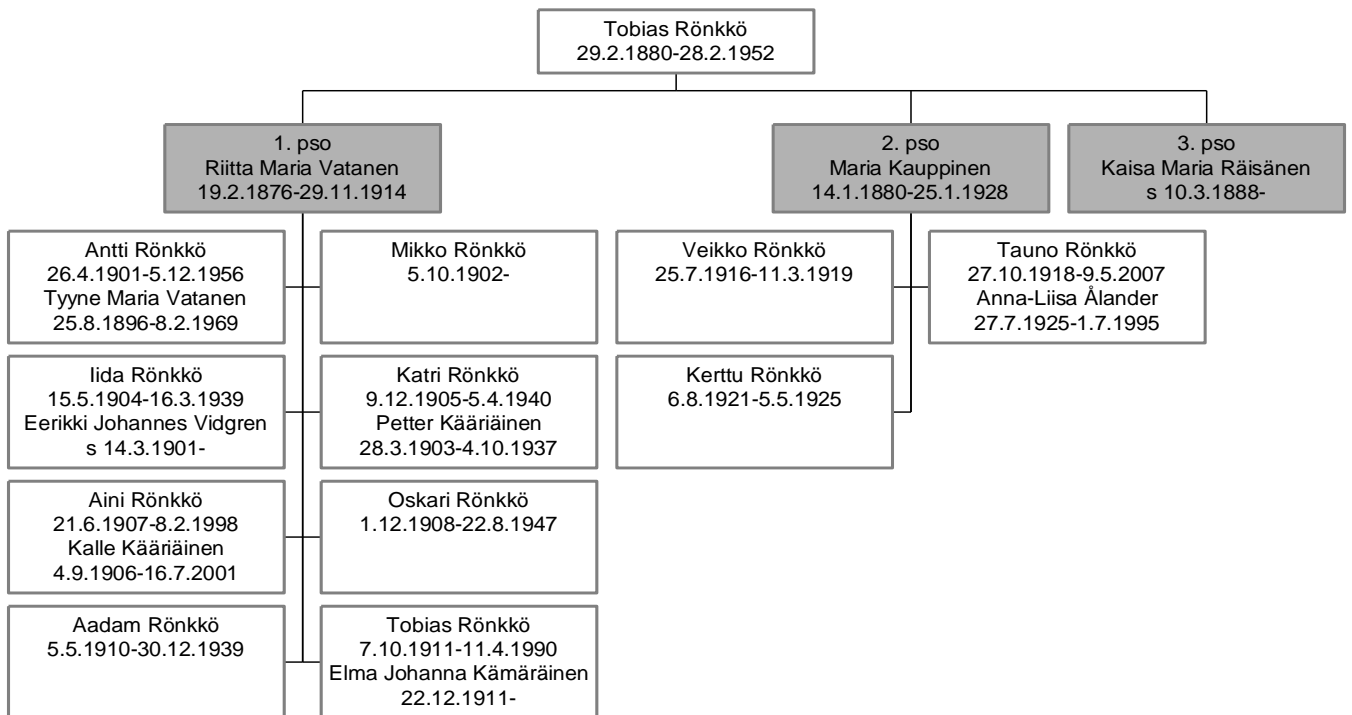 Tobias Rönkkö
29.2.1880-28.2.1952
1. pso
Riitta Maria Vatanen
19.2.1876-29.11.1914
2. pso
Maria Kauppinen
14.1.1880-25.1.1928
3. pso
Kaisa Maria Räisänen
s 10.3.1888-
Antti Rönkkö
26.4.1901-5.12.1956
Tyyne Maria Vatanen
25.8.1896-8.2.1969
Mikko Rönkkö
5.10.1902-
Veikko Rönkkö
25.7.1916-11.3.1919
Tauno Rönkkö
27.10.1918-9.5.2007
Anna-Liisa Ålander
27.7.1925-1.7.1995
Iida Rönkkö
15.5.1904-16.3.1939
Eerikki Johannes Vidgren
s 14.3.1901-
Katri Rönkkö
9.12.1905-5.4.1940
Petter Kääriäinen
28.3.1903-4.10.1937
Kerttu Rönkkö
6.8.1921-5.5.1925
Aini Rönkkö
21.6.1907-8.2.1998
Kalle Kääriäinen
4.9.1906-16.7.2001
Oskari Rönkkö
1.12.1908-22.8.1947
Aadam Rönkkö
5.5.1910-30.12.1939
Tobias Rönkkö
7.10.1911-11.4.1990
Elma Johanna Kämäräinen
22.12.1911-